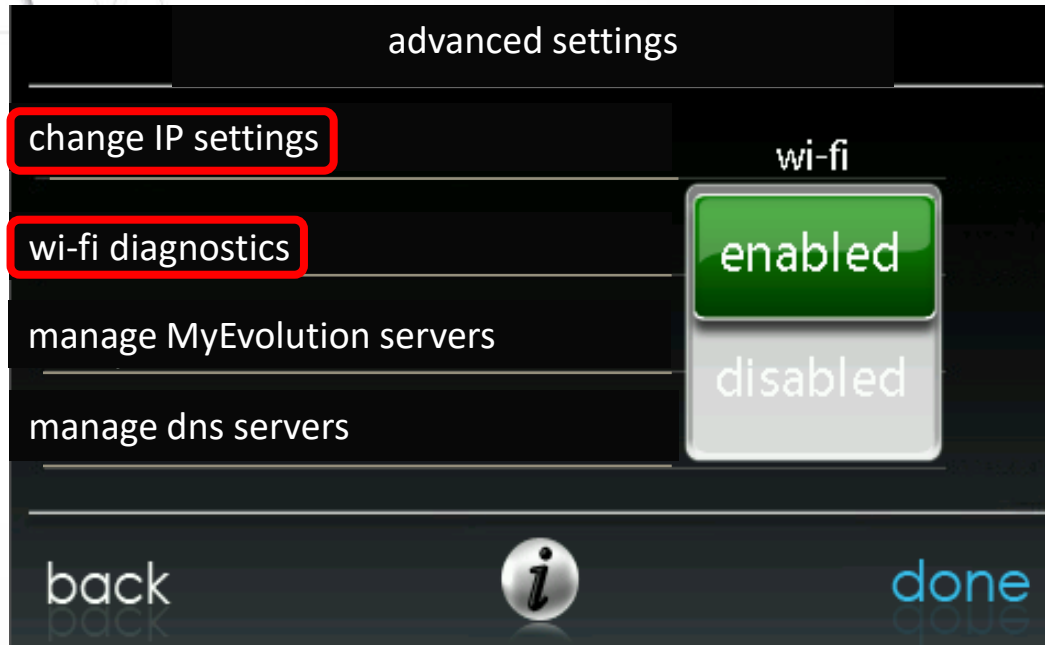 advanced settings
change IP settings
wi-fi
wi-fi diagnostics
enabled
manage MyEvolution servers
disabled
manage dns servers
back
i
done